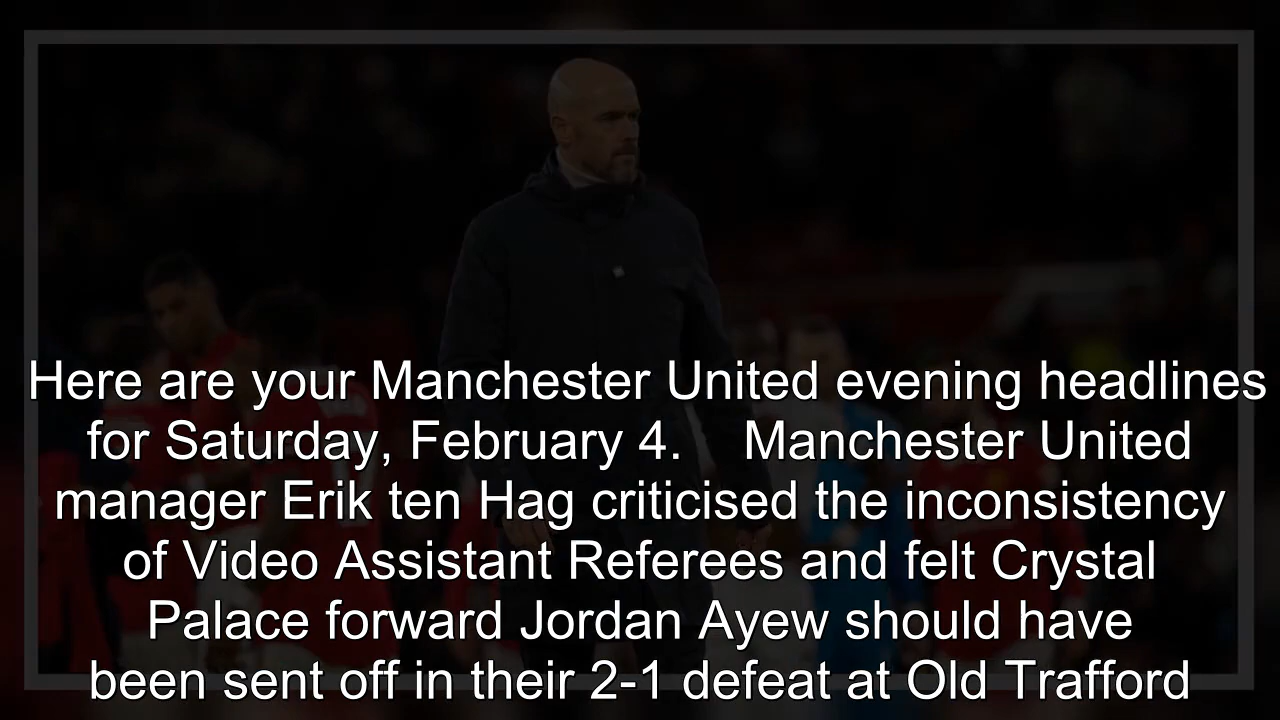 Here are your Manchester United evening headlines
for Saturday, February 4.    Manchester United
manager Erik ten Hag criticised the inconsistency
of Video Assistant Referees and felt Crystal
Palace forward Jordan Ayew should have
been sent off in their 2-1 defeat at Old Trafford